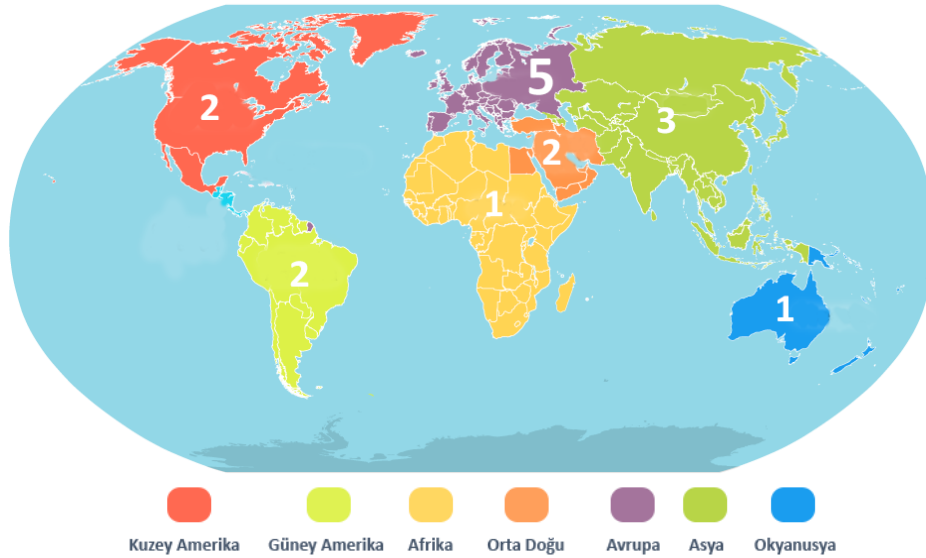 5
2
3
2
1
2
1
Kuzey Amerika
Güney Amerika
Afrika
Orta Doğu
Avrupa
Asya
Okyanusya